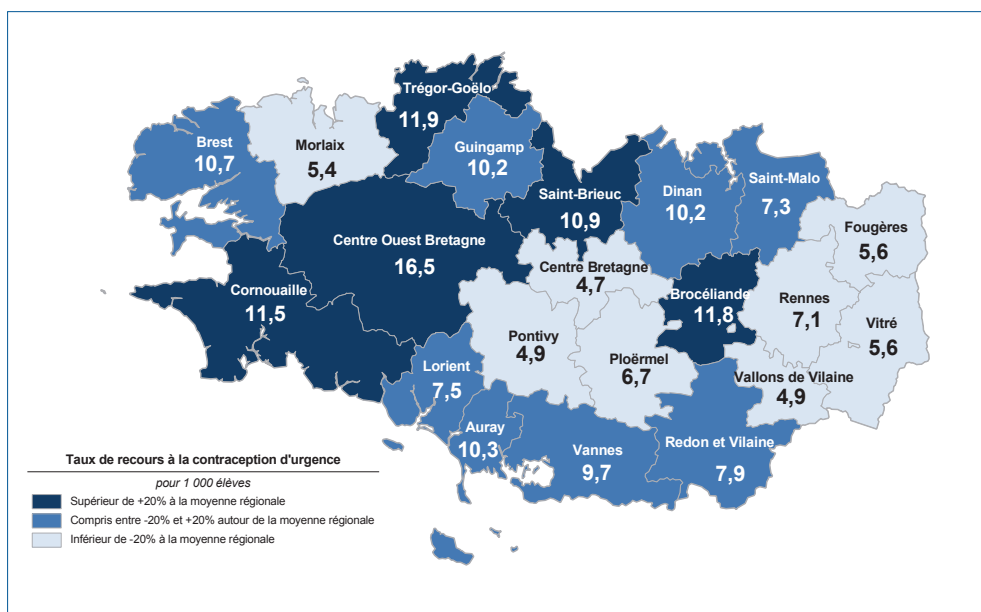 Trégor-Goëlo
11,9
Brest
10,7
Morlaix
5,4
Guingamp
10,2
Saint-Brieuc
10,9
Dinan
10,2
Saint-Malo
7,3
Fougères
5,6
Centre Ouest Bretagne
16,5
Centre Bretagne
4,7
Cornouaille
11,5
Brocéliande
11,8
Rennes
7,1
Vitré
5,6
Pontivy
4,9
Ploërmel
6,7
Lorient
7,5
Vallons de Vilaine
4,9
Auray
10,3
Vannes
9,7
Redon et Vilaine
7,9
Taux de recours à la contraception d'urgence
pour 1 000 élèves
Supérieur de +20% à la moyenne régionale
Compris entre -20% et +20% autour de la moyenne régionale
Inférieur de -20% à la moyenne régionale